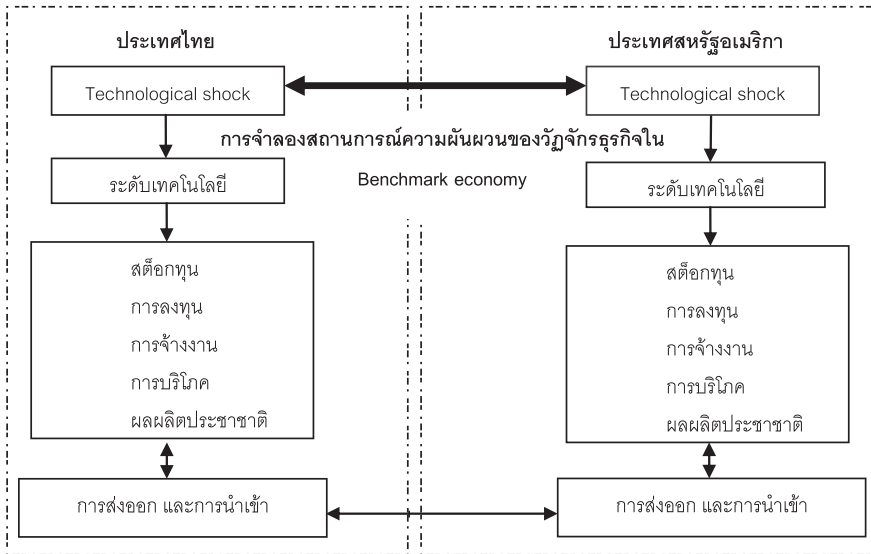 ประเทศไทย
Technological shock
ระดับเทคโนโลยี
สต็อกทุน
การลงทุน
การจ้างงาน
การบริโภค
ผลผลิตประชาชาติ
การส่งออก และการนำเข้า
การจำลองสถานการณ์ความผันผวนของวัฏจักรธุรกิจใน
Benchmark economy
ประเทศสหรัฐอเมริกา
Technological shock
ระดับเทคโนโลยี
สต็อกทุน
การลงทุน
การจ้างงาน
การบริโภค
ผลผลิตประชาชาติ
การส่งออก และการนำเข้า